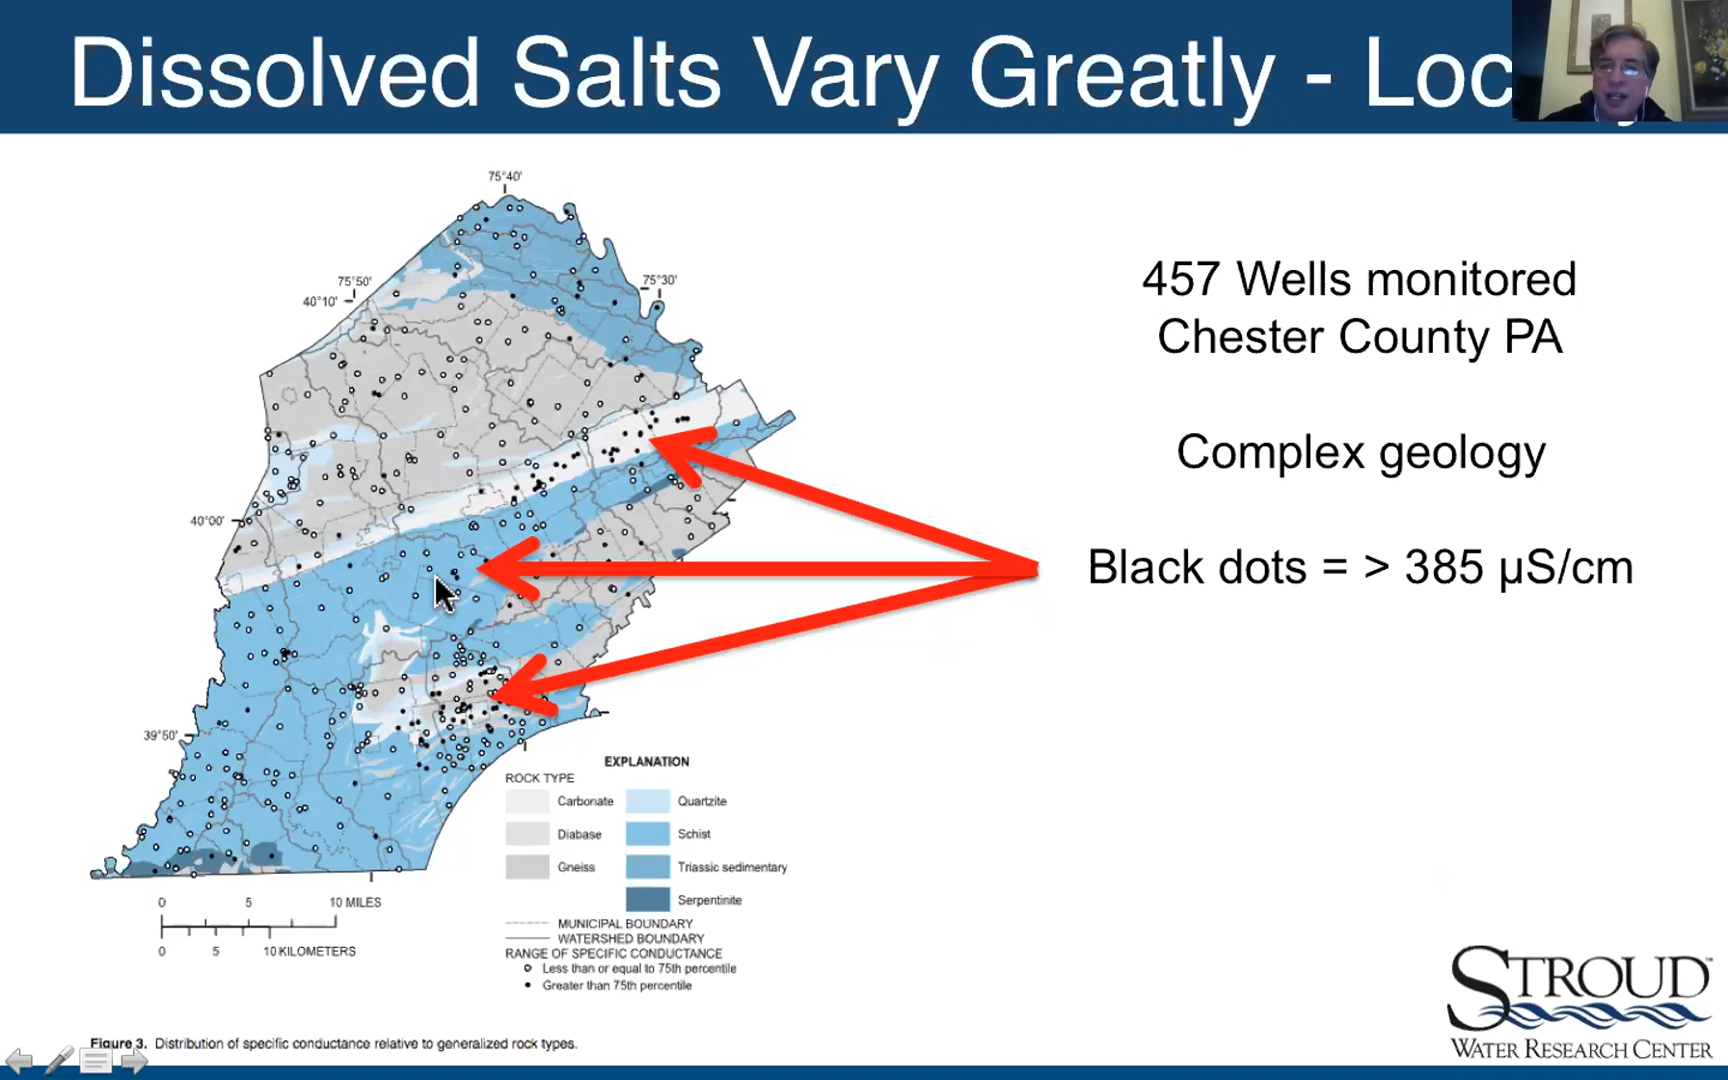 Dissolved Salts Vary Greatly - Loc
75°40'
75°50'
75°30'
40°10'
457 Wells monitored
Chester County PA
Complex geology
40°00'
Black dots = > 385 µS/cm
39°50'
EXPLANATION
ROCK TYPE
Carbonate Quartzite
Diabase Schist
Gneiss Triassic sedimentary
Serpentinite
0 5 10 MILES
0 5 10 KILOMETERS
MUNICIPAL BOUNDARY
WATERSHED BOUNDARY
RANGE OF SPECIFIC CONDUCTANCE
Less than or equal to 75th percentile
Greater than 75th percentile
STROUD™
WATER RESEARCH CENTER
Figure 3. Distribution of specific conductance relative to generalized rock types.